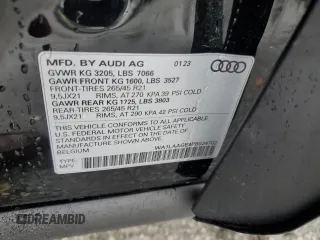 MFD. BY AUDI AG 01 23
GVWR KG 3205, LBS 7066
GAWR FRONT KG 1600, LBS 3527
FRONT-TIRES 265/45 R21
9,5JX21 RIMS, AT 270 KPA 39 PSI COLD
GAWR REAR KG 1725, LBS 3803
REAR-TIRES 265/45 R21
9,5JX21 RIMS, AT 290 KPA 42 PSI COLD
THIS VEHICLE CONFORMS TO ALL APPLICABLE
U.S. FEDERAL MOTOR VEHICLE SAFETY STANDARDS
IN EFFECT ON THE DATE OF MANUFACTURE SHOWN ABOVE
BELGIUM
TYPE:
MPV
IDREAMBID